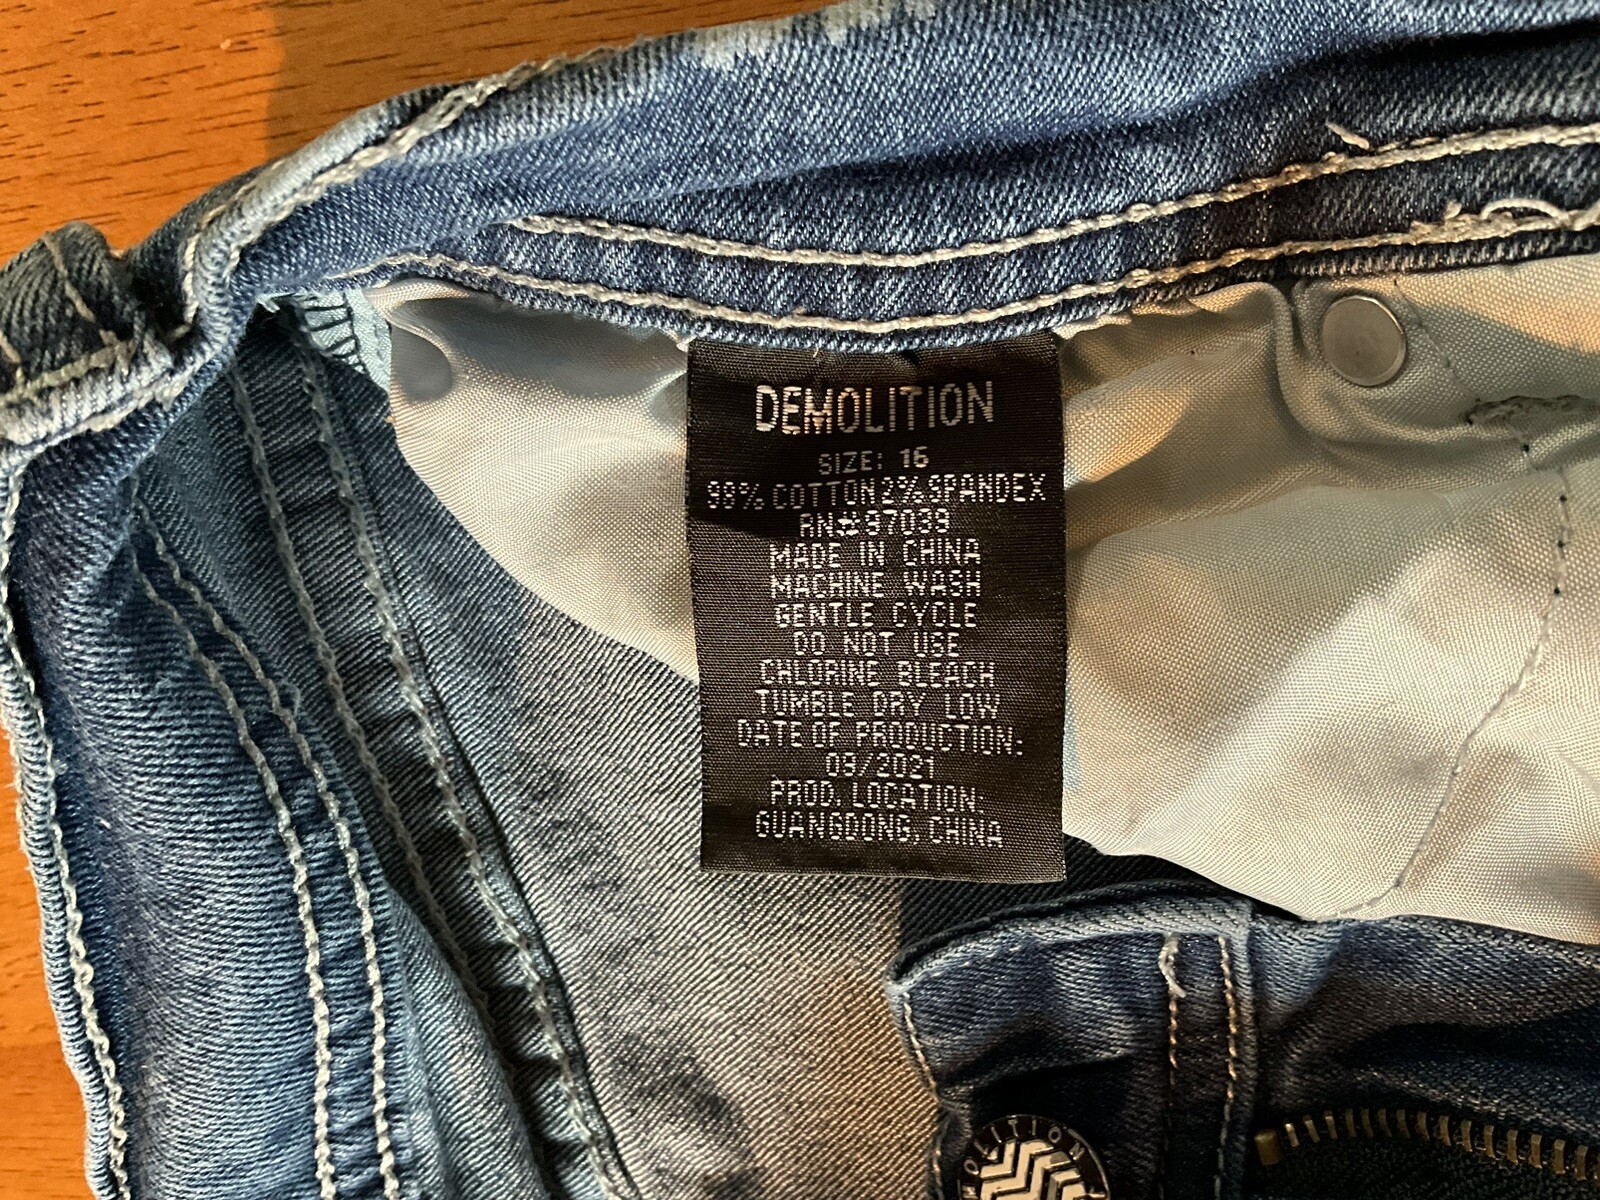 DEMOLITION
SIZE: 16
98% COTTON 2% SPANDEX
RN# 97039
MADE IN CHINA
MACHINE WASH
GENTLE CYCLE
DO NOT USE
CHLORINE BLEACH
TUMBLE DRY LOW
DATE OF PRODUCTION:
09/2021
PROD. LOCATION:
GUANGDONG, CHINA